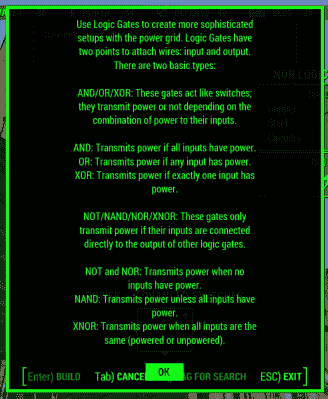 Use Logic Gates to create more sophisticated
setups with the power grid. Logic Gates have
two points to attach wires: input and output.
There are two basic types:
AND/OR/XOR: These gates act like switches;
they transmit power or not depending on the
combination of power to their inputs.
AND: Transmits power if all inputs have power.
OR: Transmits power if any input has power.
XOR: Transmits power if exactly one input has
power.
NOT/NAND/NOR/XNOR: These gates only
transmit power if their inputs are connected
directly to the output of other logic gates.
NOT and NOR: Transmits power when no
inputs have power.
NAND: Transmits power unless all inputs have
power.
XNOR: Transmits power when all inputs are the
same (powered or unpowered).
NOR LOGIC
Enter) BUILD Tab) CANCE OK AG FOR SEARCH ESC) EXIT